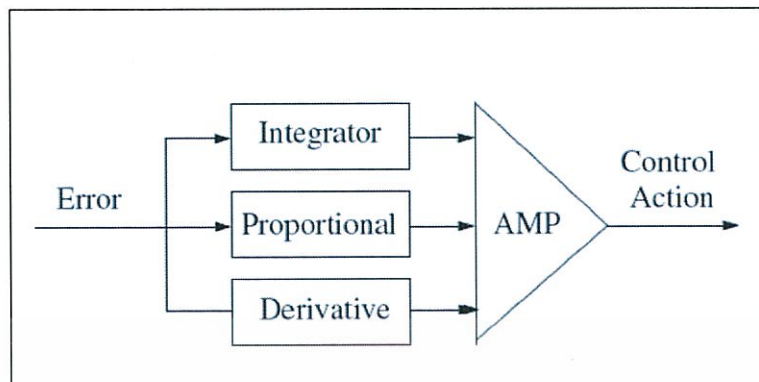 Integrator
Error
Proportional
AMP
Control
Action
Derivative